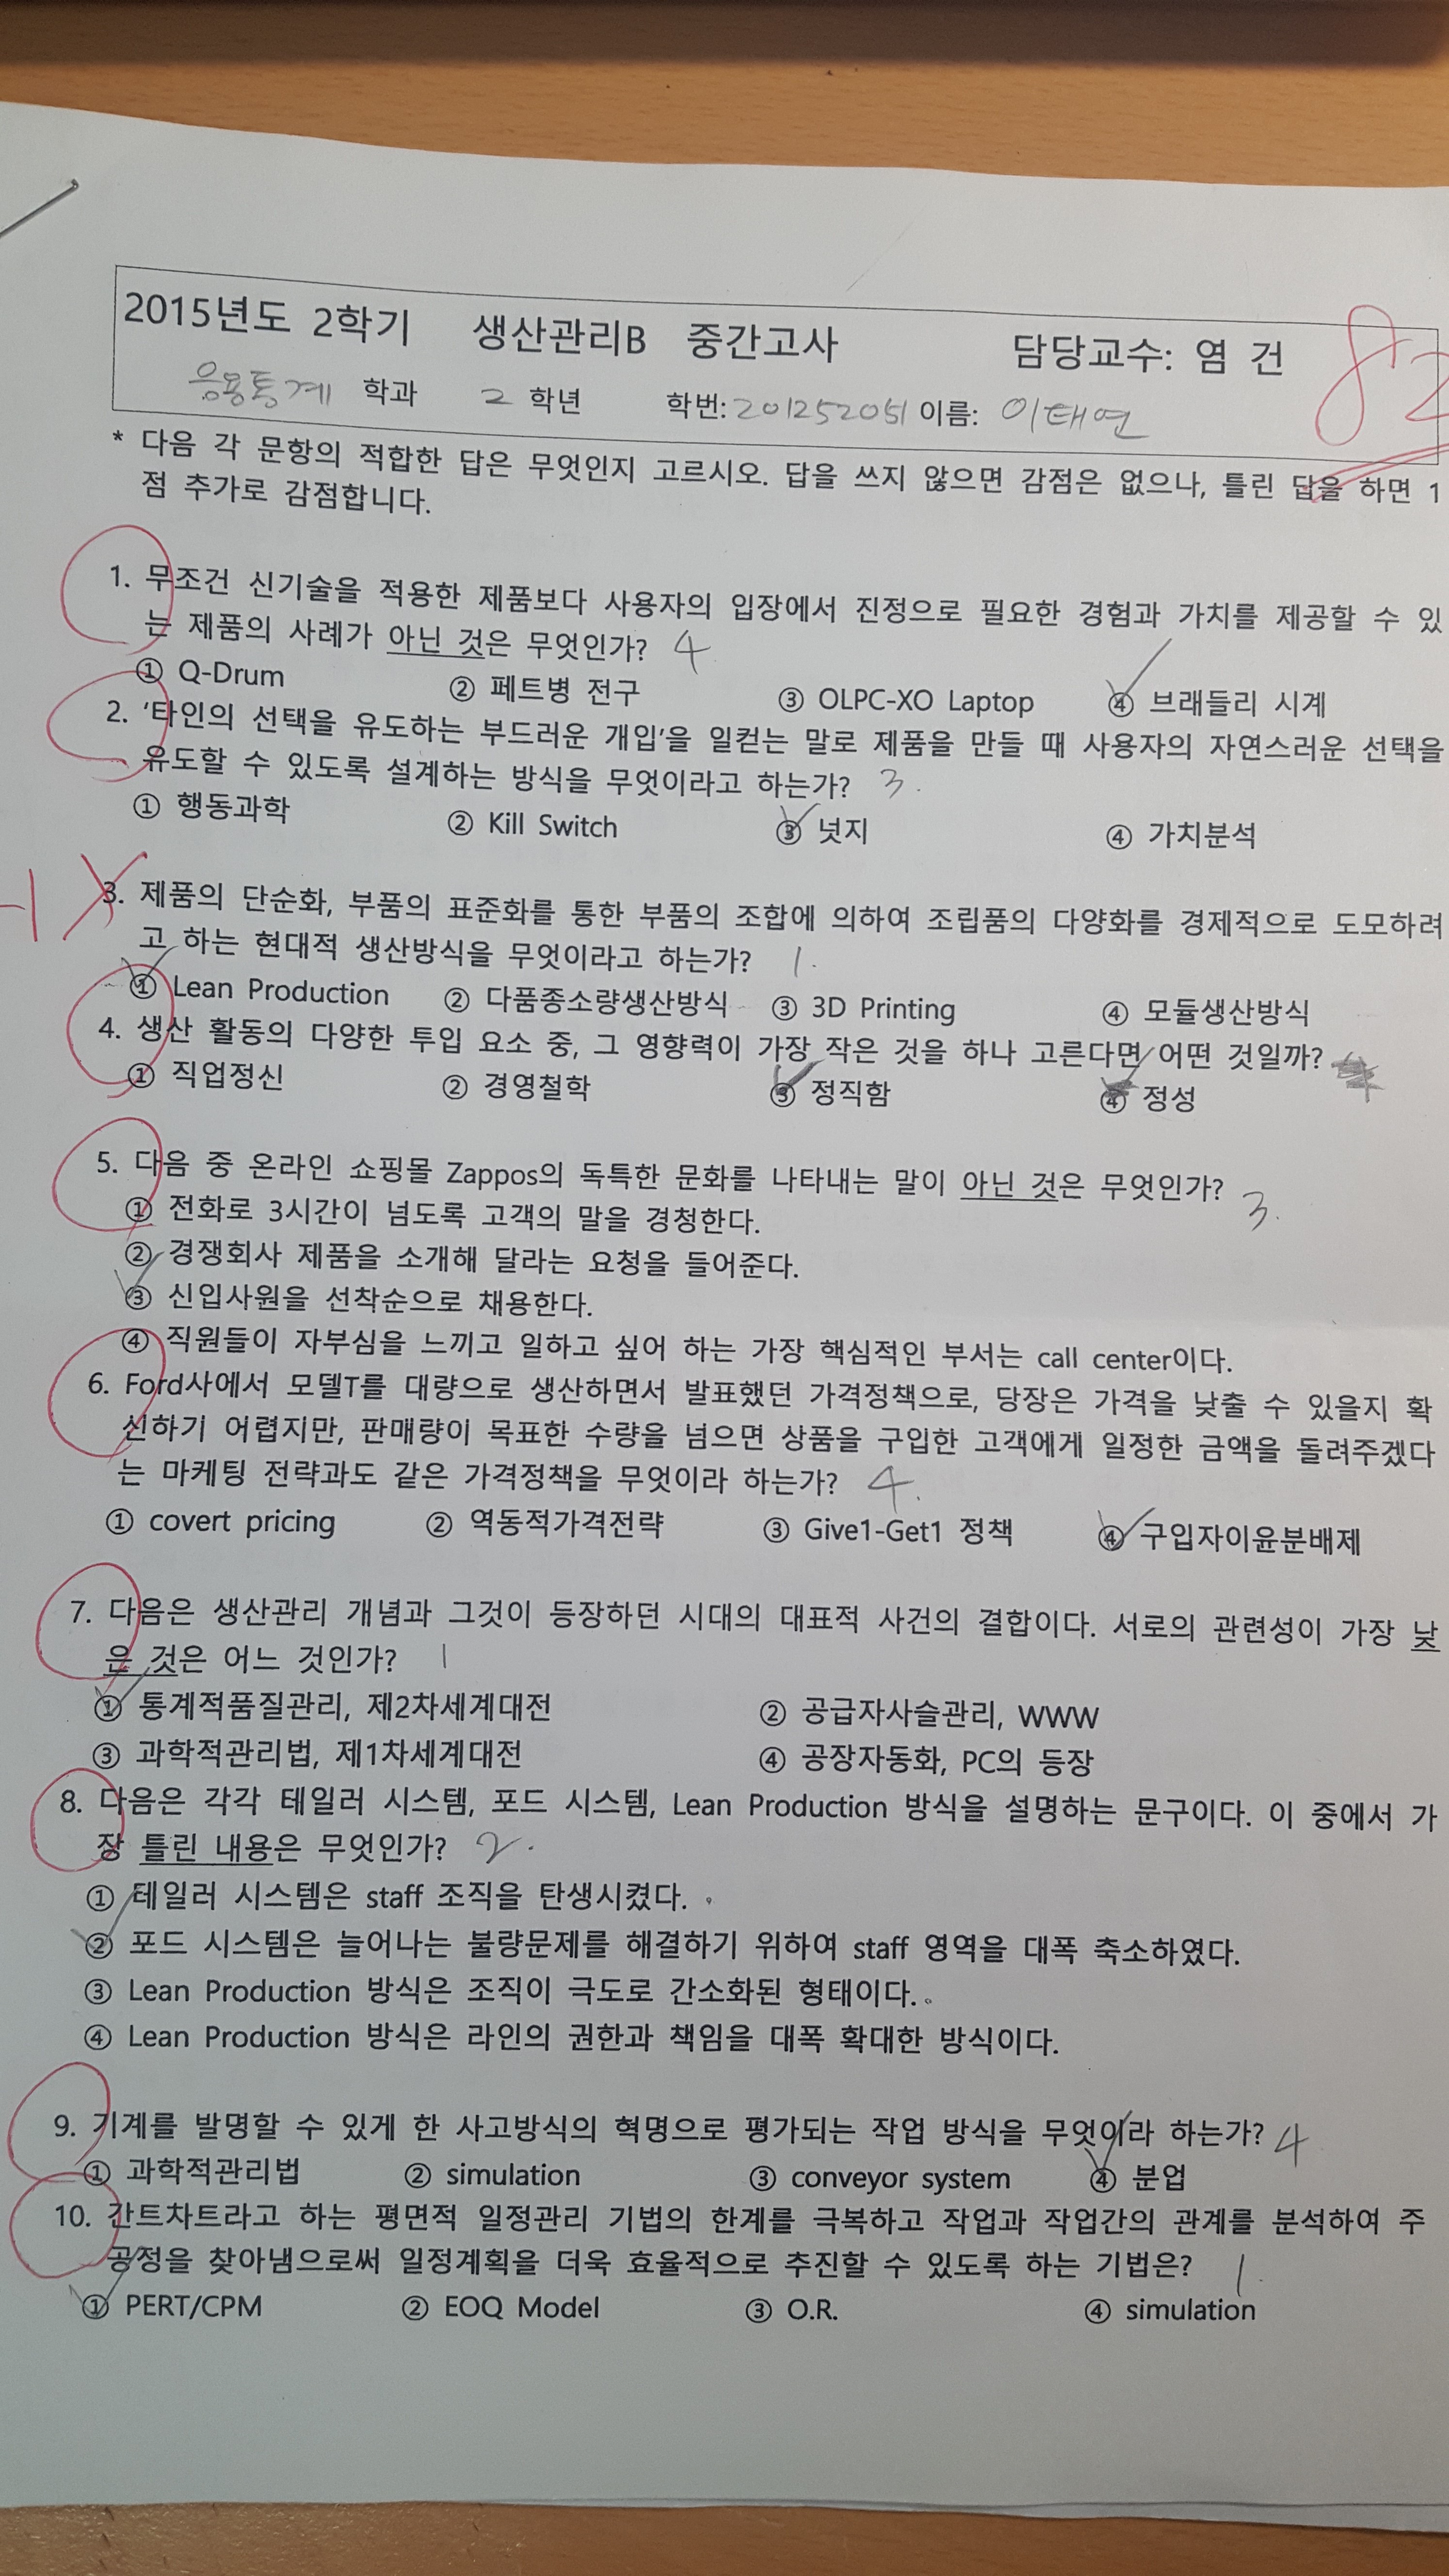 2015년도 2학기 생산관리B 중간고사 담당교수: 염 건
응용통계 학과 2 학년 학번: 201252051 이름: 이태연
82
* 다음 각 문항의 적합한 답은 무엇인지 고르시오. 답을 쓰지 않으면 감점은 없으나, 틀린 답을 하면 1
점 추가로 감점합니다.
1. 무조건 신기술을 적용한 제품보다 사용자의 입장에서 진정으로 필요한 경험과 가치를 제공할 수 있
는 제품의 사례가 아닌 것은 무엇인가? 4
① Q-Drum ② 페트병 전구 ③ OLPC-XO Laptop ④ 브래들리 시계
2. '타인의 선택을 유도하는 부드러운 개입'을 일컫는 말로 제품을 만들 때 사용자의 자연스러운 선택을
유도할 수 있도록 설계하는 방식을 무엇이라고 하는가? 3.
① 행동과학 ② Kill Switch ③ 넛지 ④ 가치분석
-1
3. 제품의 단순화, 부품의 표준화를 통한 부품의 조합에 의하여 조립품의 다양화를 경제적으로 도모하려
고 하는 현대적 생산방식을 무엇이라고 하는가? 1.
① Lean Production ② 다품종소량생산방식 ③ 3D Printing ④ 모듈생산방식
4. 생산 활동의 다양한 투입 요소 중, 그 영향력이 가장 작은 것을 하나 고른다면 어떤 것일까?
① 직업정신 ② 경영철학 ③ 정직함 ④ 정성
5. 다음 중 온라인 쇼핑몰 Zappos의 독특한 문화를 나타내는 말이 아닌 것은 무엇인가? 3.
① 전화로 3시간이 넘도록 고객의 말을 경청한다.
② 경쟁회사 제품을 소개해 달라는 요청을 들어준다.
③ 신입사원을 선착순으로 채용한다.
④ 직원들이 자부심을 느끼고 일하고 싶어 하는 가장 핵심적인 부서는 call center이다.
6. Ford사에서 모델T를 대량으로 생산하면서 발표했던 가격정책으로, 당장은 가격을 낮출 수 있을지 확
신하기 어렵지만, 판매량이 목표한 수량을 넘으면 상품을 구입한 고객에게 일정한 금액을 돌려주겠다
는 마케팅 전략과도 같은 가격정책을 무엇이라 하는가? 4.
① covert pricing ② 역동적가격전략 ③ Give1-Get1 정책 ④ 구입자이윤분배제
7. 다음은 생산관리 개념과 그것이 등장하던 시대의 대표적 사건의 결합이다. 서로의 관련성이 가장 낮
은 것은 어느 것인가? 1
① 통계적품질관리, 제2차세계대전 ② 공급자사슬관리, WWW
③ 과학적관리법, 제1차세계대전 ④ 공장자동화, PC의 등장
8. 다음은 각각 테일러 시스템, 포드 시스템, Lean Production 방식을 설명하는 문구이다. 이 중에서 가
장 틀린 내용은 무엇인가? 2.
① 테일러 시스템은 staff 조직을 탄생시켰다.
② 포드 시스템은 늘어나는 불량문제를 해결하기 위하여 staff 영역을 대폭 축소하였다.
③ Lean Production 방식은 조직이 극도로 간소화된 형태이다.
④ Lean Production 방식은 라인의 권한과 책임을 대폭 확대한 방식이다.
9. 기계를 발명할 수 있게 한 사고방식의 혁명으로 평가되는 작업 방식을 무엇이라 하는가? 4
① 과학적관리법 ② simulation ③ conveyor system ④ 분업
10. 간트차트라고 하는 평면적 일정관리 기법의 한계를 극복하고 작업과 작업간의 관계를 분석하여 주
공정을 찾아냄으로써 일정계획을 더욱 효율적으로 추진할 수 있도록 하는 기법은? 1.
① PERT/CPM ② EOQ Model ③ O.R. ④ simulation